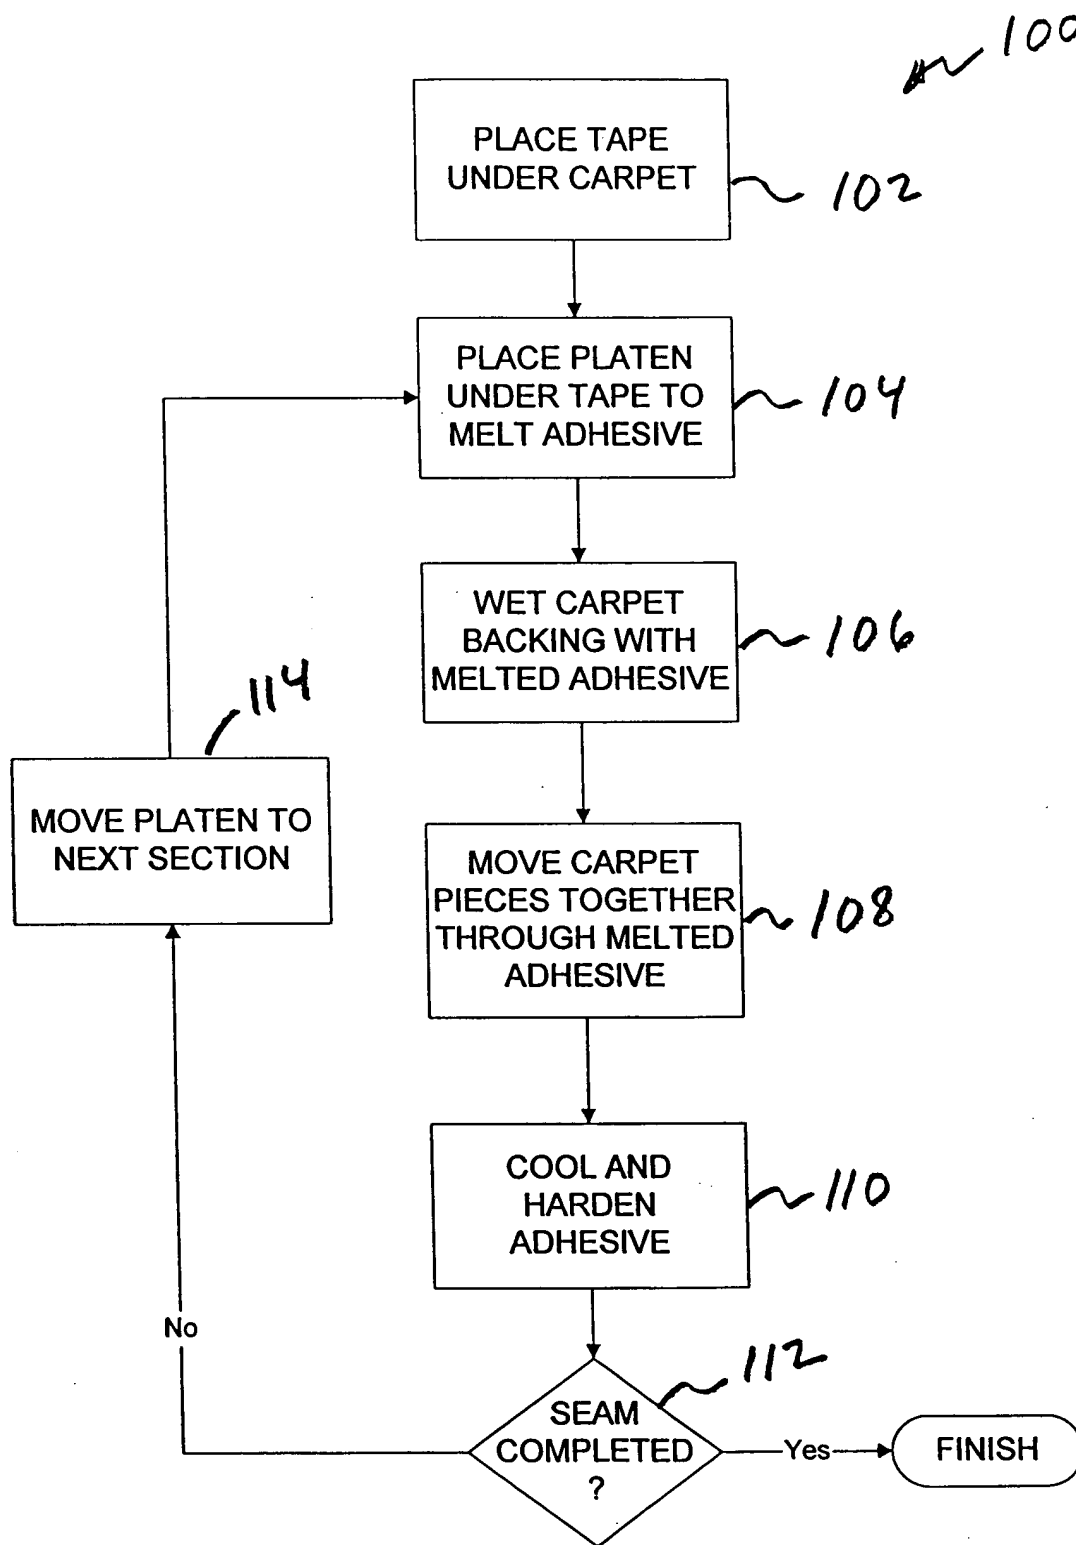 100
PLACE TAPE
UNDER CARPET
102
PLACE PLATEN
UNDER TAPE TO
MELT ADHESIVE
104
WET CARPET
BACKING WITH
MELTED ADHESIVE
106
114
MOVE PLATEN TO
NEXT SECTION
MOVE CARPET
PIECES TOGETHER
THROUGH MELTED
ADHESIVE
108
COOL AND
HARDEN
ADHESIVE
110
No
112
SEAM
COMPLETED
?
Yes
FINISH